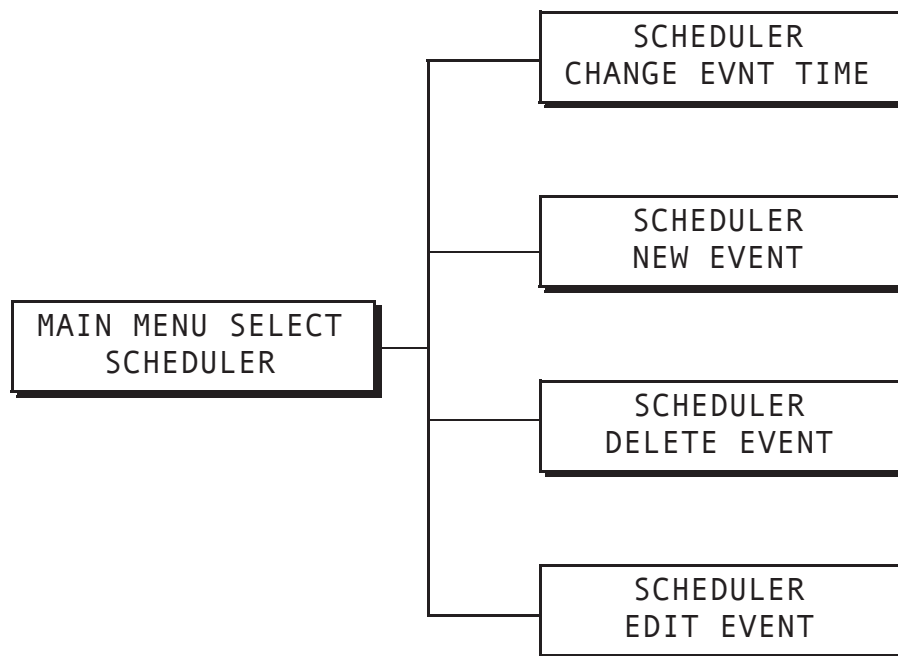 SCHEDULER
CHANGE EVNT TIME
SCHEDULER
NEW EVENT
MAIN MENU SELECT
SCHEDULER
SCHEDULER
DELETE EVENT
SCHEDULER
EDIT EVENT